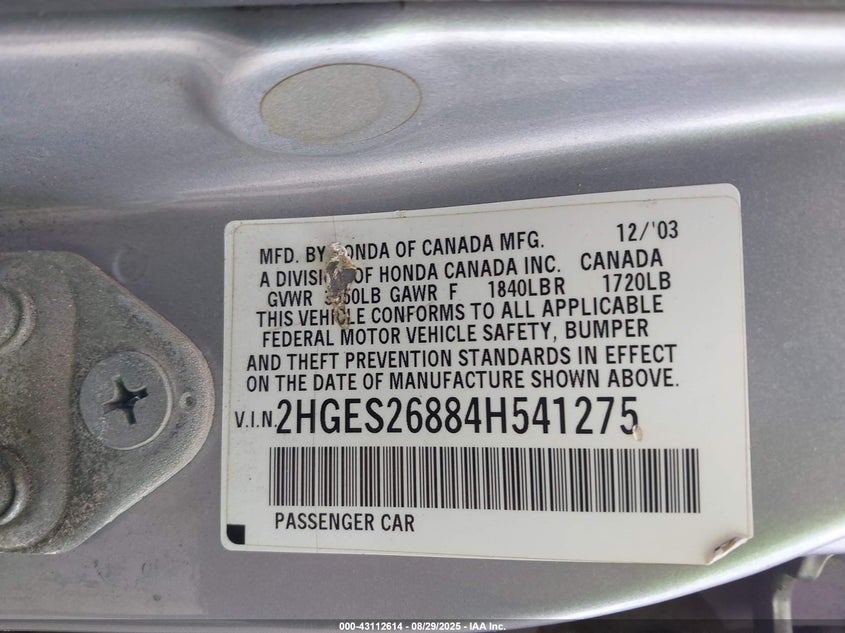 MFD. BY HONDA OF CANADA MFG. 12/'03
A DIVISION OF HONDA CANADA INC. CANADA
GVWR LB GAWR F 1840LB R 1720LB
THIS VEHICLE CONFORMS TO ALL APPLICABLE
FEDERAL MOTOR VEHICLE SAFETY, BUMPER
AND THEFT PREVENTION STANDARDS IN EFFECT
ON THE DATE OF MANUFACTURE SHOWN ABOVE.
V.I.N. 2HGES26884H541275
PASSENGER CAR
000-43112614 - 08/29/2025 - IAA Inc.